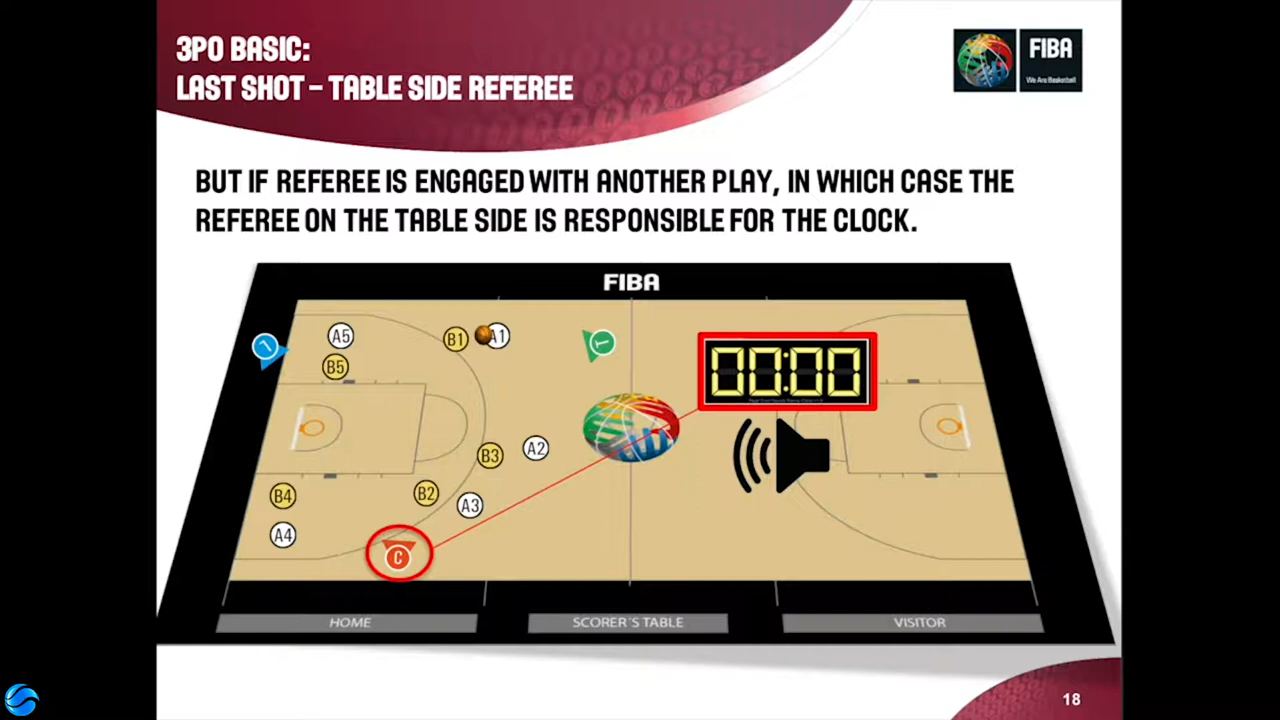 3PO BASIC:
LAST SHOT – TABLE SIDE REFEREE
FIBA
We Are Basketball
BUT IF REFEREE IS ENGAGED WITH ANOTHER PLAY, IN WHICH CASE THE
REFEREE ON THE TABLE SIDE IS RESPONSIBLE FOR THE CLOCK.
FIBA
A5
B1
A1
T
L
B5
00:00
B3
A2
B4
B2
A3
A4
C
HOME
SCORER´S TABLE
VISITOR
18